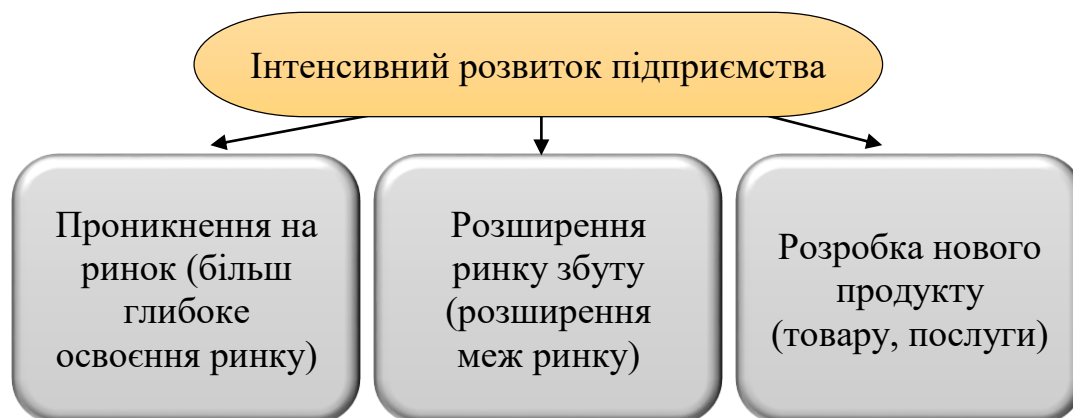 Інтенсивний розвиток підприємства
Проникнення на
ринок (більш
глибоке
освоєння ринку)
Розширення
ринку збуту
(розширення
меж ринку)
Розробка нового
продукту
(товару, послуги)